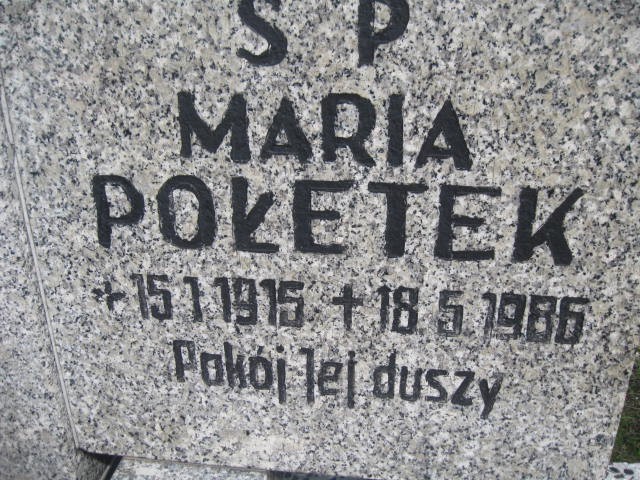 Ś P
MARIA
POŁETEK
* 15 1 1915 ✝ 18 5 1986
Pokój Jej duszy